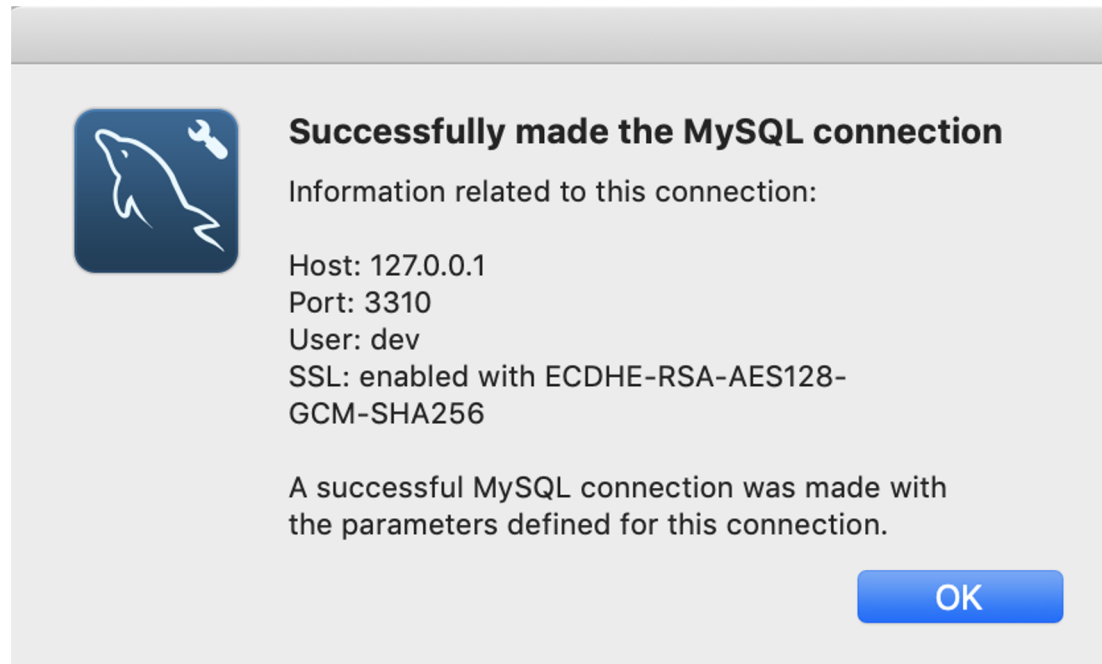 Successfully made the MySQL connection
Information related to this connection:
Host: 127.0.0.1
Port: 3310
User: dev
SSL: enabled with ECDHE-RSA-AES128-
GCM-SHA256
A successful MySQL connection was made with
the parameters defined for this connection.
OK